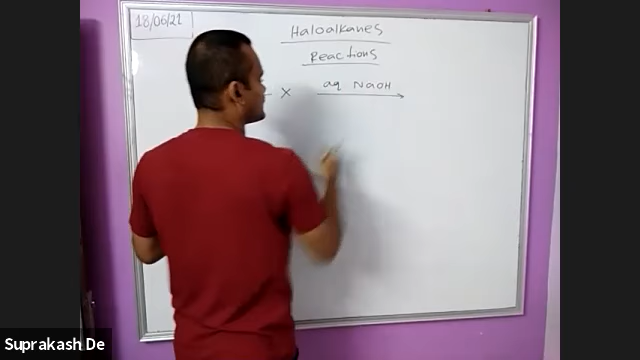 18/06/21
Haloalkanes
Reactions
– X aq NaOH →
Suprakash De